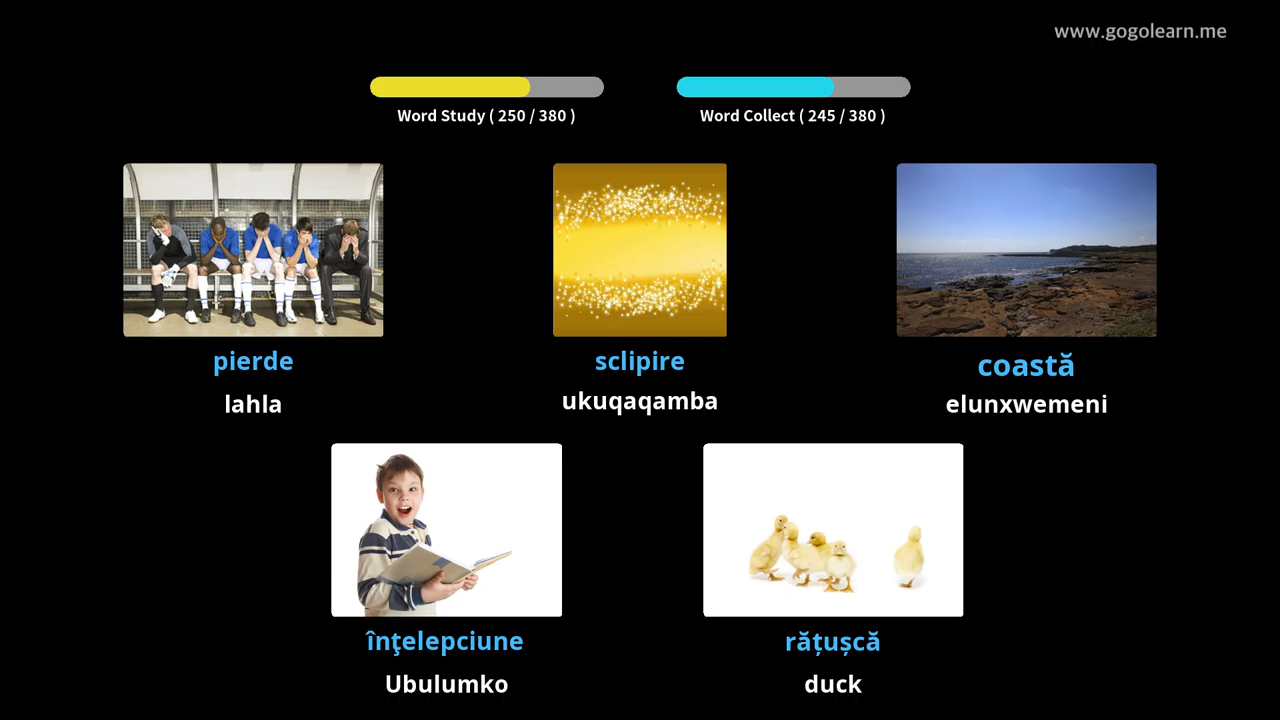 www.gogolearn.me
Word Study ( 250 / 380 )
Word Collect ( 245 / 380 )
pierde
sclipire
coastă
lahla
ukuqaqamba
elunxwemeni
înţelepciune
rățușcă
Ubulumko
duck